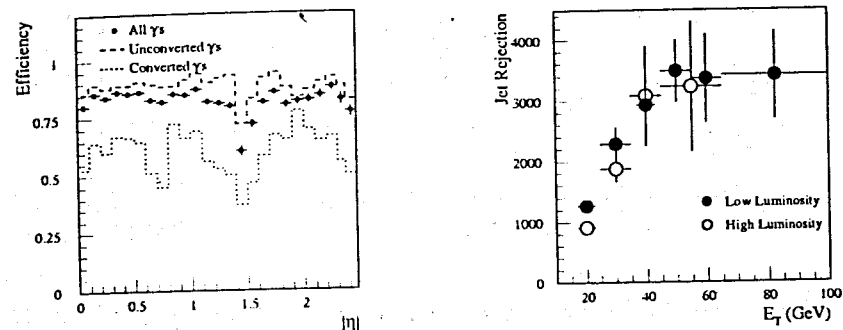 Efficiency
All γs
Unconverted γs
Converted γs
1
0.75
0.5
0.25
0
0
0.5
1
1.5
2
|η|
Jet Rejection
4000
3000
2000
1000
0
Low Luminosity
High Luminosity
20
40
60
80
100
E_T (GeV)